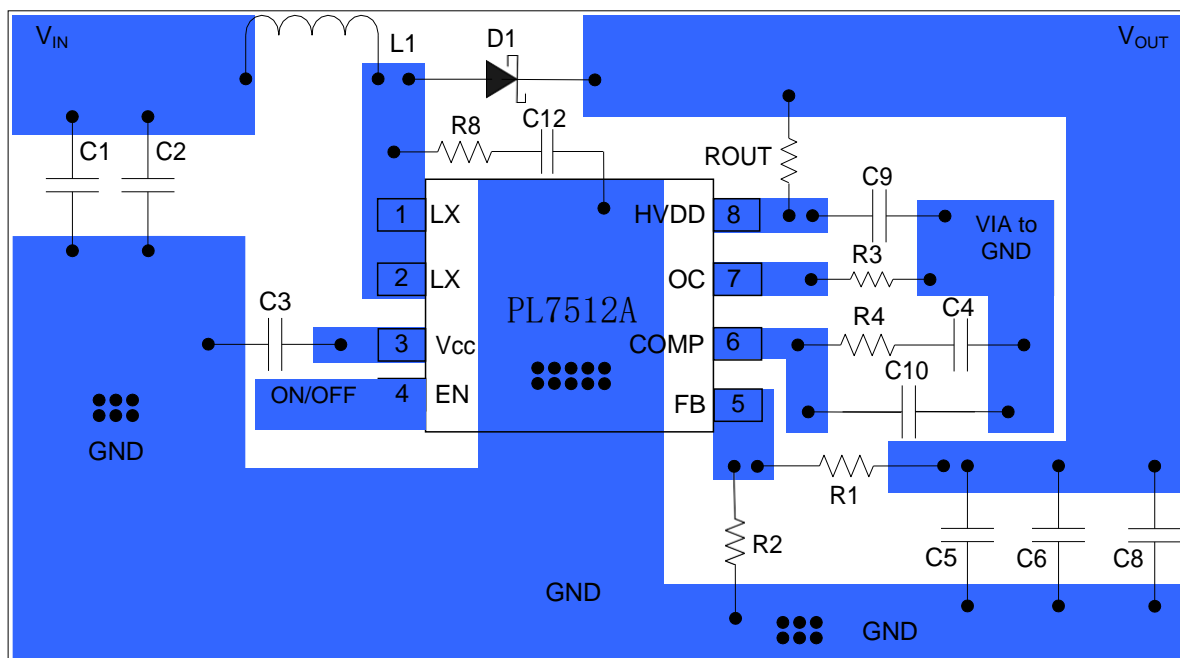 VIN
L1
D1
VOUT
C1
C2
R8
C12
ROUT
C9
1
LX
HVDD
8
VIA to
GND
2
LX
OC
7
R3
C3
PL7512A
R4
C4
3
Vcc
COMP
6
C10
ON/OFF
4
EN
FB
5
GND
R1
R2
C5
C6
C8
GND
GND